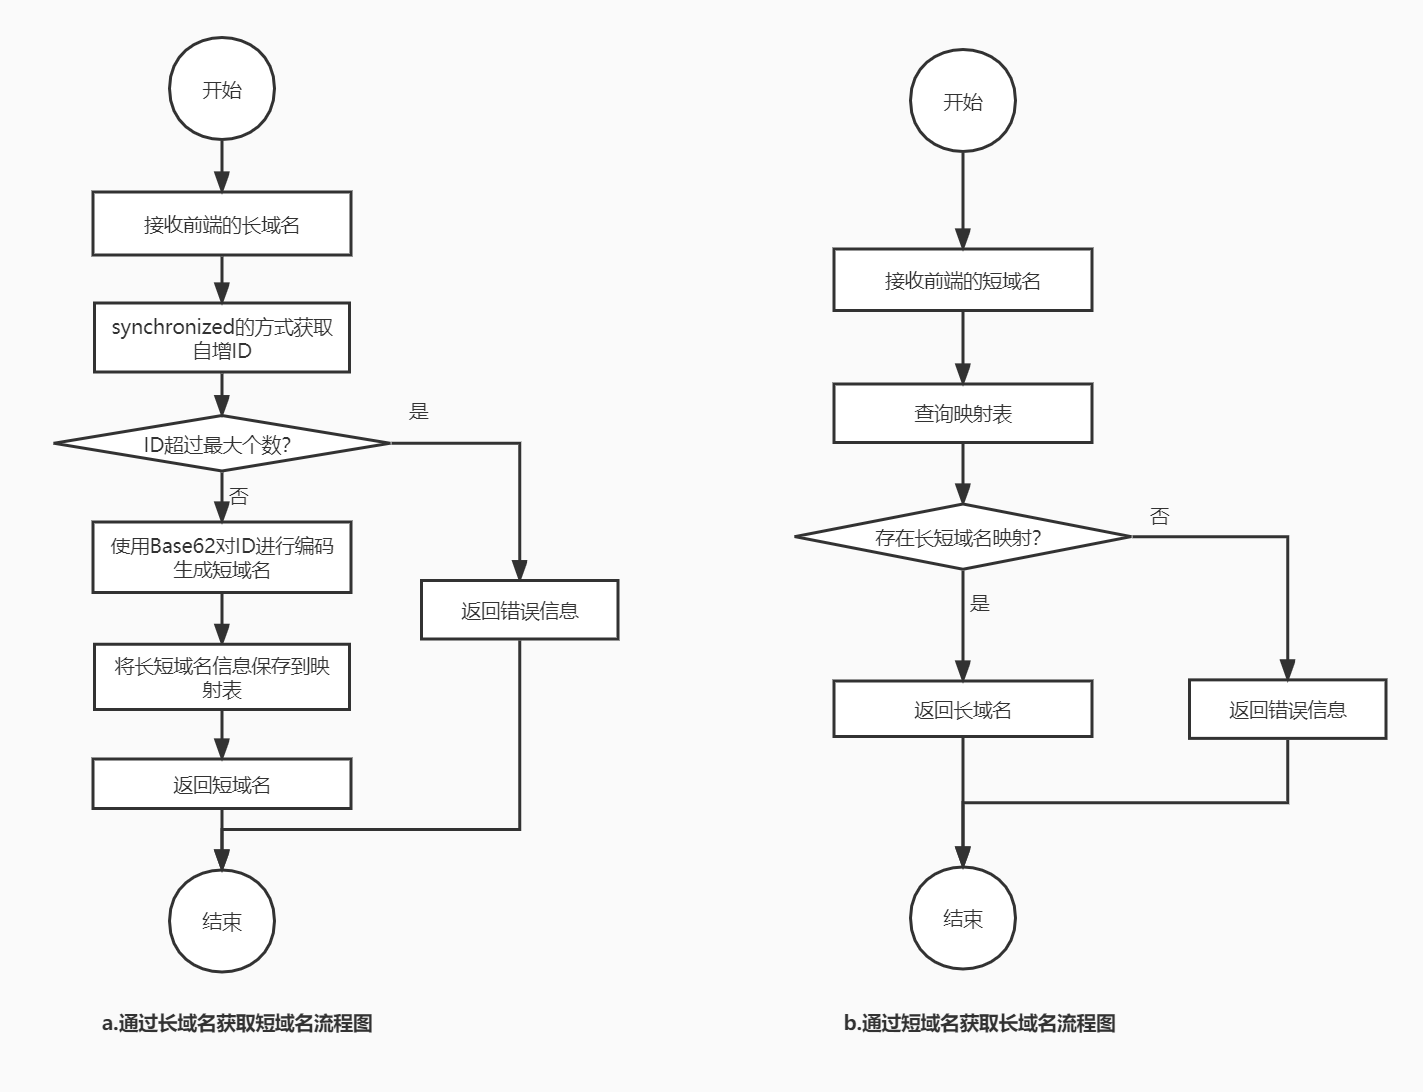 开始
接收前端的长域名
synchronized的方式获取
自增ID
ID超过最大个数?
是
否
使用Base62对ID进行编码
生成短域名
返回错误信息
将长短域名信息保存到映
射表
返回短域名
结束
a.通过长域名获取短域名流程图
开始
接收前端的短域名
查询映射表
存在长短域名映射?
否
是
返回长域名
返回错误信息
结束
b.通过短域名获取长域名流程图